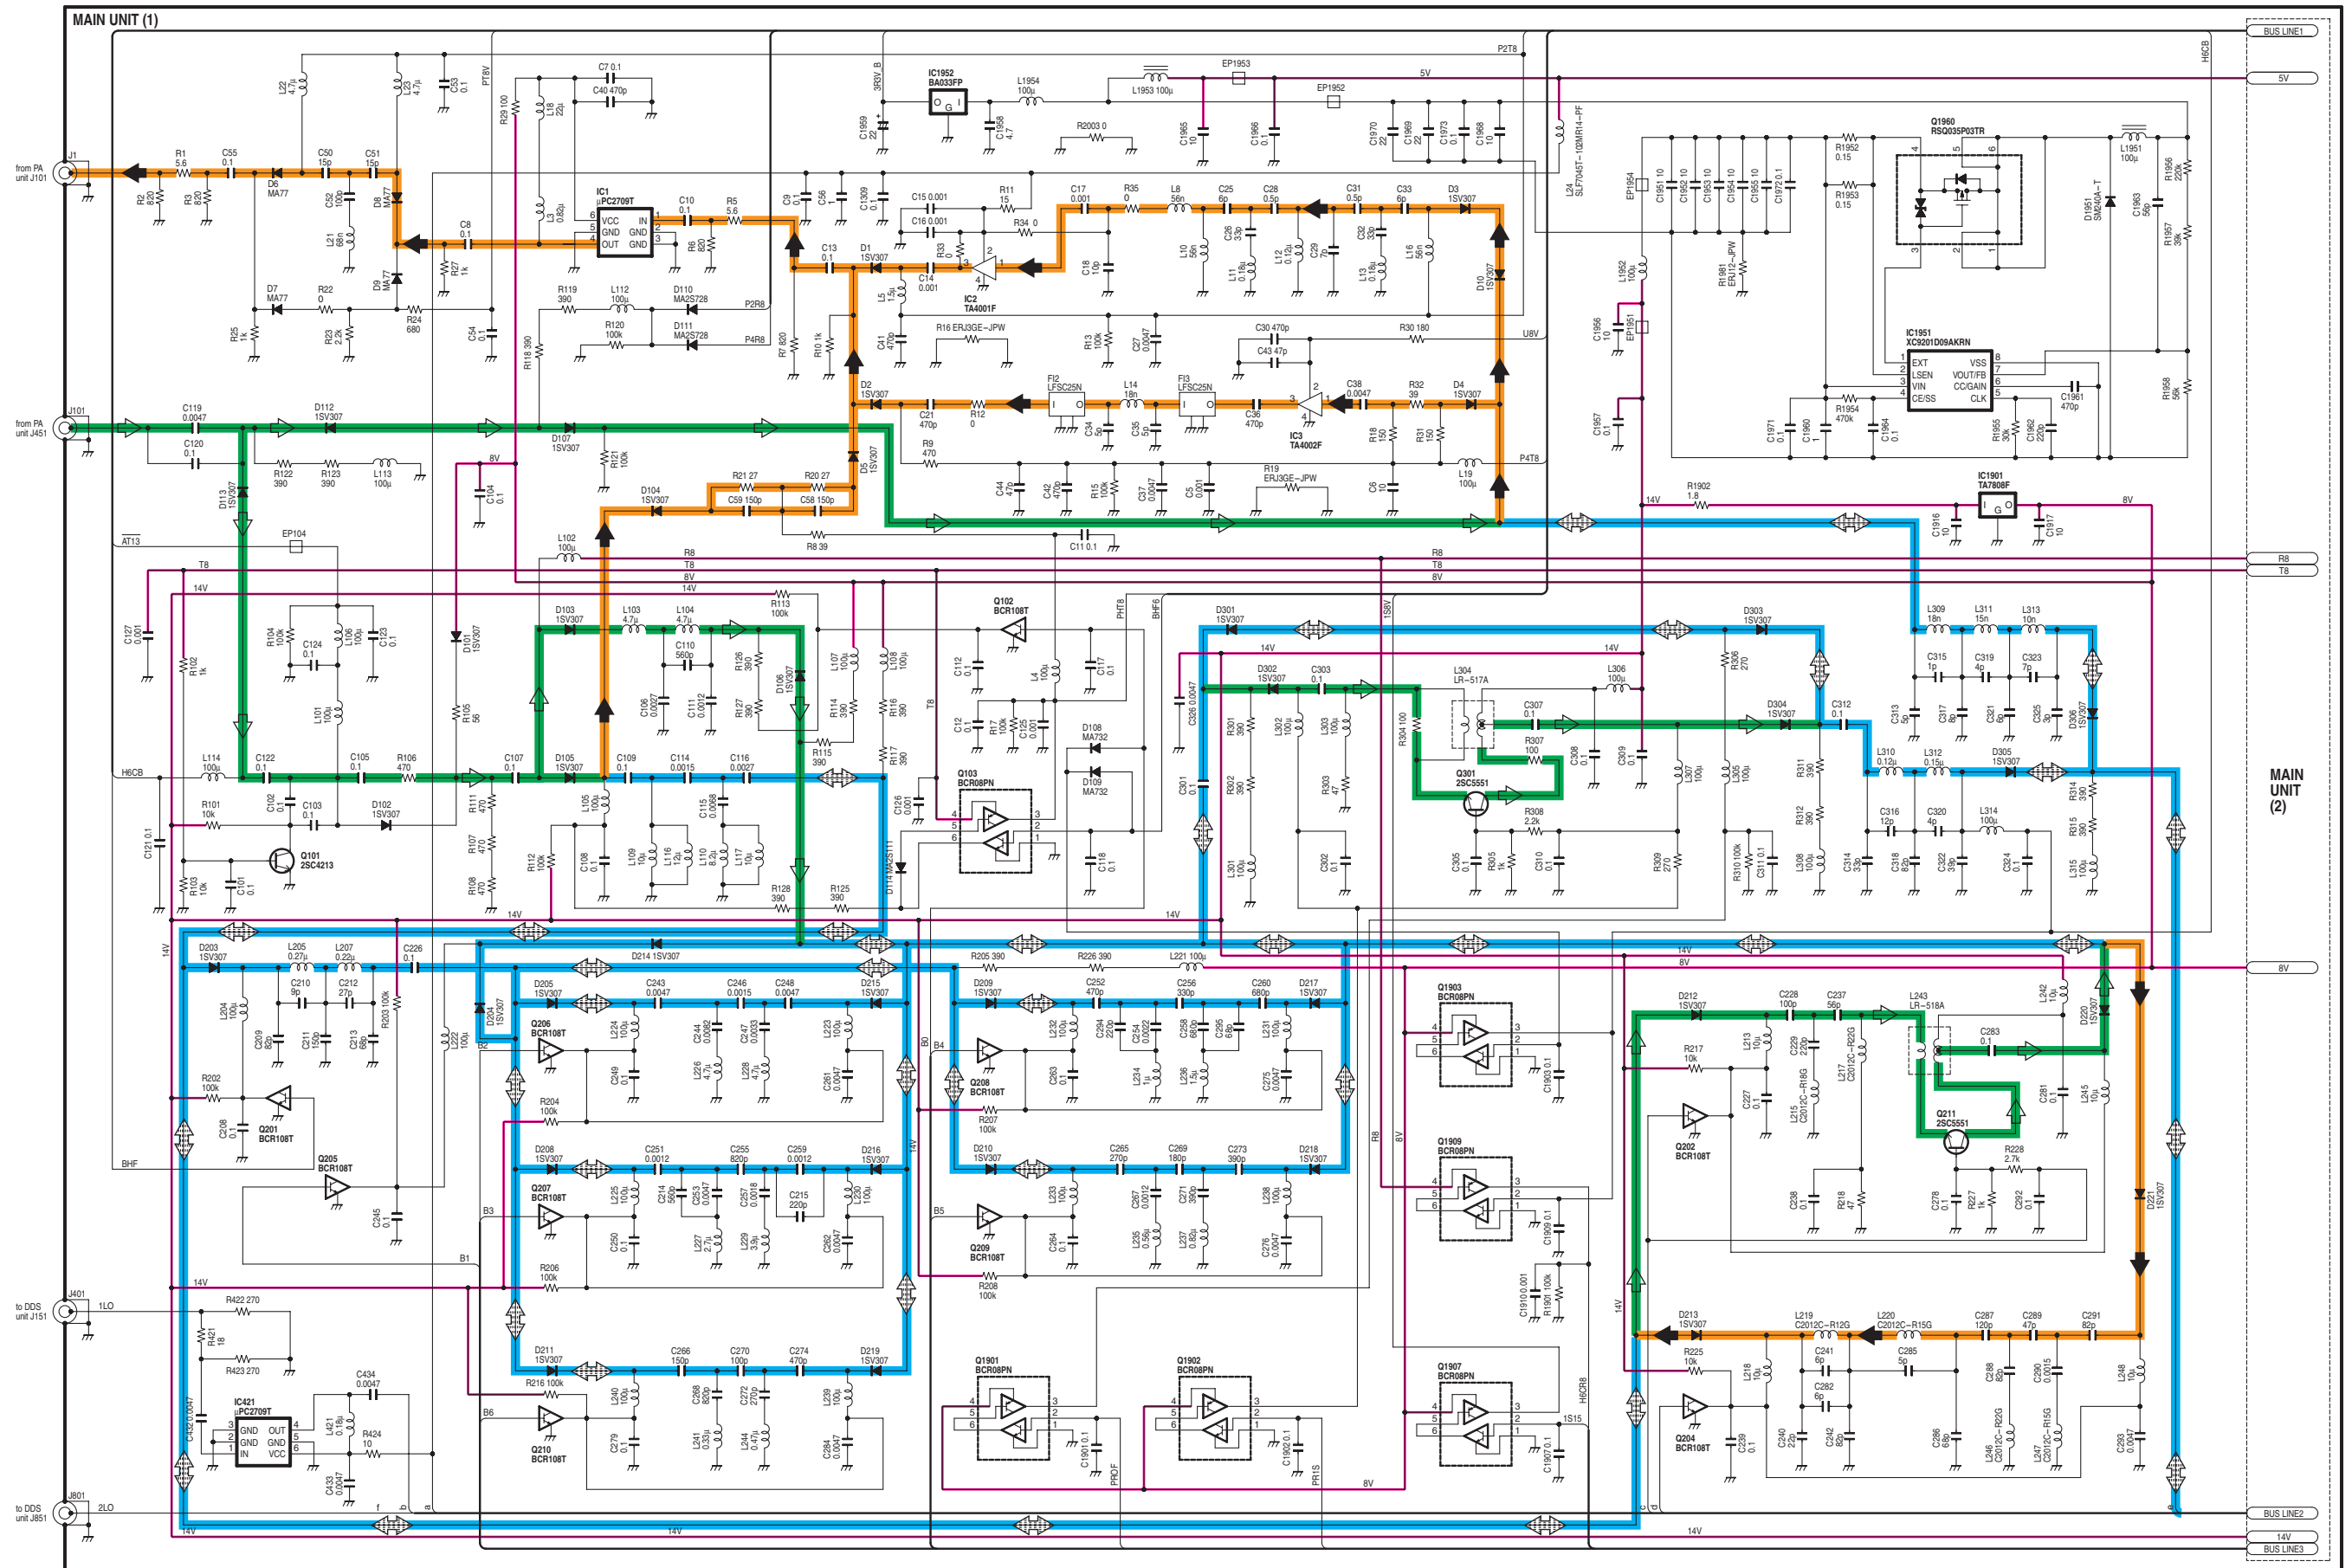 MAIN UNIT (1)
BUS LINE1
H6CB
P2T8
PT8V
3R3V_B
L22
4.7µ
L23
4.7µ
C53
0.1
R29 100
L18
22µ
C7 0.1
C40 470p
C1959
22
IC1952
BA033FP
O G I
C1958
4.7
L1954
100µ
L1953 100µ
EP1953
5V
5V
EP1952
R2003 0
C1965
10
C1966
0.1
C1970
22
C1969
22
C1973
0.1
C1968
10
L24
SLF7045T-102MR14-PF
EP1954
C1951 10
C1952 10
C1953 10
C1954 10
C1955 10
C1972 0.1
R1952
0.15
R1953
0.15
Q1960
RSQ035P03TR
L1951
100µ
R1956
220k
D1951
SM240A-T
C1963
56p
R1957
39k
R1958
56k
J1
from PA
unit J101
R1
5.6
C55
0.1
D6
MA77
C50
15p
C51
15p
R2
820
R3
820
C52
100p
L21
68n
D8
MA77
C8
0.1
R27
1k
D9
MA77
L3
0.82µ
IC1
µPC2709T
VCC
GND
OUT
IN
GND
GND
C10
0.1
R5
5.6
R6
820
C9
0.1
C56
1
C1309
0.1
C13
0.1
D1
1SV307
C15 0.001
C16 0.001
R11
15
R34 0
R33
0
C14
0.001
IC2
TA4001F
L5
1.5µ
C17
0.001
R35
0
L8
56n
C25
6p
C28
0.5p
C31
0.5p
C33
6p
D3
1SV307
C18
10p
L10
56n
C26
33p
L11
0.18µ
L12
0.12µ
C29
7p
C32
33p
L13
0.18µ
L16
56n
D10
1SV307
L1952
100µ
R1981
ERJ12-JPW
C1956
10
EP1951
IC1951
XC9201D09AKRN
EXT
LSEN
VIN
CE/SS
VSS
VOUT/FB
CC/GAIN
CLK
C1961
470p
R1954
470k
C1971
0.1
C1960
1
C1964
0.1
R1955
30k
C1962
220p
C1957
0.1
D7
MA77
R22
0
R25
1k
R23
2.2k
R24
680
C54
0.1
R119
390
L112
100µ
D110
MA2S728
P2R8
R118 390
R120
100k
D111
MA2S728
P4R8
R7 820
R10 1k
C41
470p
R16 ERJ3GE-JPW
R13
100k
C27
0.0047
C30 470p
C43 47p
R30 180
U8V
J101
from PA
unit J451
C119
0.0047
C120
0.1
D112
1SV307
R122
390
R123
390
L113
100µ
D113
1SV307
8V
C104
0.1
D107
1SV307
R121
100k
D2
1SV307
D5
1SV307
C21
470p
R12
0
FI2
LFSC25N
L14
18n
FI3
LFSC25N
C34
5p
C35
5p
C36
470p
IC3
TA4002F
C38
0.0047
R32
39
D4
1SV307
R18
150
R31
150
P4T8
R9
470
C44
47p
C42
470p
R15
100k
C37
0.0047
C5
0.001
R19
ERJ3GE-JPW
C6
10
L19
100µ
D104
1SV307
R21 27
R20 27
C59 150p
C58 150p
R8 39
C11 0.1
14V
R1902
1.8
IC1901
TA7808F
I G O
8V
C1916
10
C1917
10
AT13
EP104
L102
100µ
R8
R8
R8
T8
T8
T8
8V
8V
14V
14V
R113
100k
C127
0.001
R102
1k
R104
100k
L106
100µ
C123
0.1
C124
0.1
L101
100µ
D101
1SV307
R105
56
D103
1SV307
L103
4.7µ
L104
4.7µ
C110
560p
C106
0.0027
C111
0.0012
R126
390
R127
390
D106
1SV307
L107
100µ
L108
100µ
R114
390
R116
390
R115
390
R117
390
Q102
BCR108T
C112
0.1
C117
0.1
L4
100µ
PHT8
BHF6
T8
C12
0.1
R17
100k
C125
0.001
D108
MA732
D109
MA732
Q103
BCR08PN
C126
0.001
D114 MA2S111
C118
0.1
1S8V
D301
1SV307
14V
14V
D302
1SV307
C303
0.1
C326 0.0047
R301
390
R302
390
C301
0.1
L302
100µ
L303
100µ
R303
47
L301
100µ
C302
0.1
L304
LR-517A
R304 100
Q301
2SC5551
R307
100
C307
0.1
L306
100µ
C308
0.1
C309
0.1
R306
270
D303
1SV307
D304
1SV307
C312
0.1
L307
100µ
L305
100µ
R308
2.2k
C305
0.1
R305
1k
C310
0.1
R309
270
R310 100k
C311 0.1
R311
390
R312
390
L308
100µ
L309
18n
L311
15n
L313
10n
C315
1p
C319
4p
C323
7p
C313
5p
C317
8p
C321
6p
C325
3p
D306
1SV307
L310
0.12µ
L312
0.15µ
D305
1SV307
C316
12p
C320
4p
L314
100µ
C314
33p
C318
82p
C322
39p
C324
0.1
R314
390
R315
390
L315
100µ
MAIN
UNIT
(2)
H6CB
L114
100µ
C122
0.1
C105
0.1
R106
470
C107
0.1
D105
1SV307
C109
0.1
C114
0.0015
C116
0.0027
R101
10k
C102
0.1
C103
0.1
D102
1SV307
C121 0.1
Q101
2SC4213
R103
10k
C101
0.1
R111
470
R107
470
R108
470
R112
100k
L105
100µ
C108
0.1
C115
0.0068
L109
10µ
L116
12µ
L110
8.2µ
L117
10µ
R128
390
R125
390
14V
14V
14V
D203
1SV307
L205
0.27µ
L207
0.22µ
C226
0.1
C210
9p
C212
27p
L204
100µ
C209
82p
C211
150p
C213
68p
R203 100k
L222
100µ
D214 1SV307
D204
1SV307
R202
100k
Q201
BCR108T
C208
0.1
BHF
Q205
BCR108T
C245
0.1
B1
B2
D205
1SV307
C243
0.0047
C246
0.0015
C248
0.0047
D215
1SV307
Q206
BCR108T
L224
100µ
C244
0.0082
C247
0.0033
L223
100µ
C249
0.1
L226
4.7µ
L228
4.7µ
C261
0.0047
R204
100k
B3
D208
1SV307
C251
0.0012
C255
820p
C259
0.0012
D216
1SV307
Q207
BCR108T
L225
100µ
C214
560p
C253
0.0047
C257
0.0018
C215
220p
L230
100µ
C250
0.1
L227
2.7µ
L229
3.9µ
C262
0.0047
R206
100k
R205 390
R226 390
L221 100µ
8V
8V
14V
B0
B4
D209
1SV307
C252
470p
C256
330p
C260
680p
D217
1SV307
Q208
BCR108T
L232
100µ
C294
220p
C254
0.0022
C258
680p
C295
68p
L231
100µ
C263
0.1
L234
1µ
L236
1.5µ
C275
0.0047
R207
100k
14V
B5
D210
1SV307
C265
270p
C269
180p
C273
390p
D218
1SV307
Q209
BCR108T
L233
100µ
C267
0.0012
C271
390p
L238
100µ
C264
0.1
L235
0.56µ
L237
0.82µ
C276
0.0047
R208
100k
R8
8V
Q1903
BCR08PN
C1903 0.1
Q1909
BCR08PN
C1909 0.1
C1910 0.001
R1901 100k
H6CR8
D212
1SV307
C228
100p
C237
56p
L243
LR-518A
L242
10µ
D220
1SV307
C283
0.1
R217
10k
L213
10µ
C229
220p
L217
C2012C-R22G
L215
C2012C-R18G
C227
0.1
Q202
BCR108T
Q211
2SC5551
C281
0.1
L245
10µ
R228
2.7k
C238
0.1
R218
47
C278
0.1
R227
1k
C292
0.1
D221
1SV307
14V
J401
to DDS
unit J151
1LO
14V
R422 270
R421
18
R423 270
C432 0.0047
C434
0.0047
IC421
µPC2709T
GND
GND
IN
OUT
GND
VCC
L421
0.18µ
R424
10
C433
0.0047
D211
1SV307
C266
150p
C270
100p
C274
470p
D219
1SV307
R216 100k
B6
Q210
BCR108T
L240
100µ
C268
820p
C272
270p
L239
100µ
C279
0.1
L241
0.33µ
L244
0.47µ
C284
0.0047
Q1901
BCR08PN
C1901 0.1
PROF
Q1902
BCR08PN
C1902 0.1
PR1S
8V
Q1907
BCR08PN
1S15
C1907 0.1
D213
1SV307
L219
C2012C-R12G
L220
C2012C-R15G
C287
120p
C289
47p
C291
82p
R225
10k
L218
10µ
C241
6p
C285
5p
C282
6p
C288
82p
C290
0.0015
L248
10µ
Q204
BCR108T
C239
0.1
C240
22p
C242
82p
C286
68p
L246
C2012C-R22G
L247
C2012C-R15G
C293
0.0047
J801
to DDS
unit J851
2LO
f
b
a
c
d
e
BUS LINE2
14V
14V
14V
14V
BUS LINE3